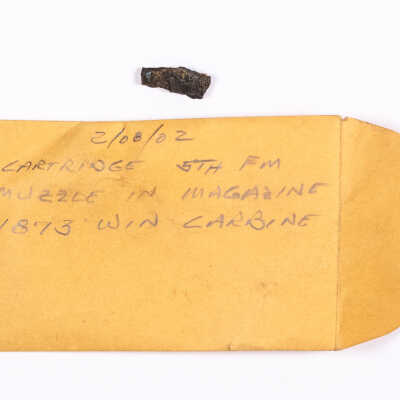 2/08/02
CARTRIDGE 5TH FM
MUZZLE IN MAGAZINE
1873 WIN CARBINE